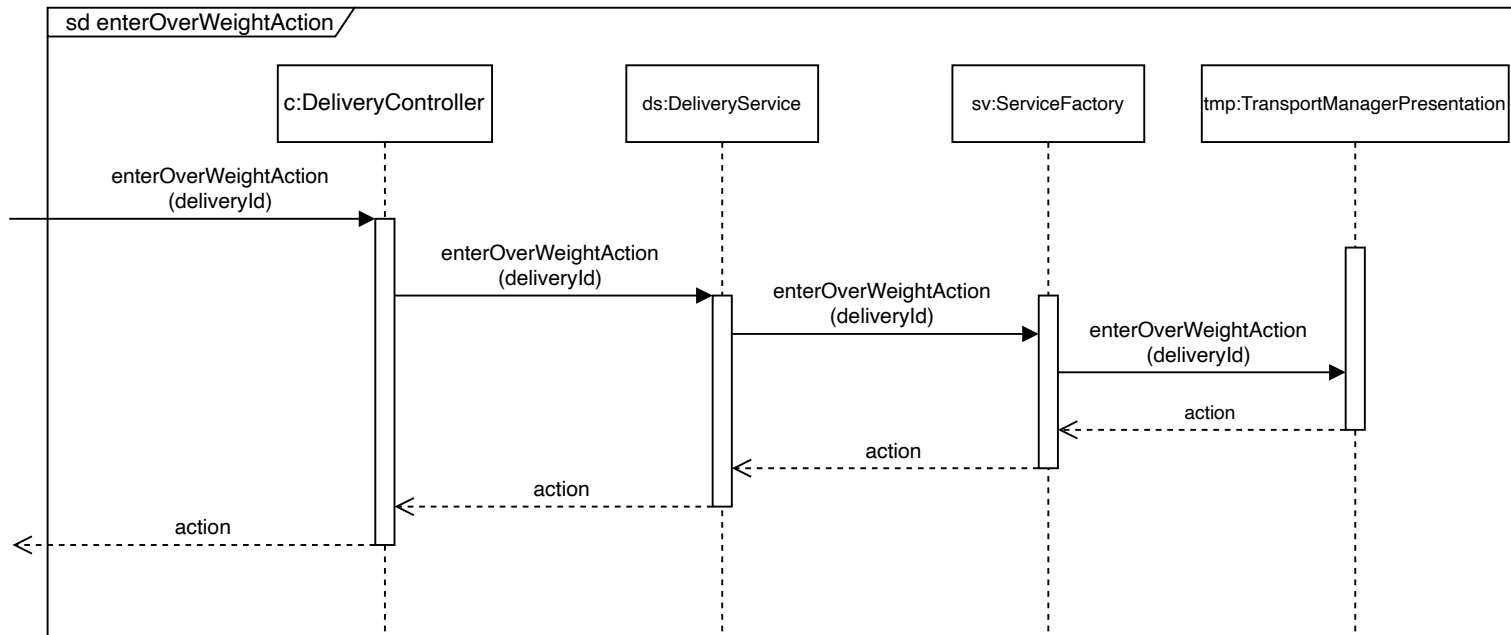 sd enterOverWeightAction
c:DeliveryController
ds:DeliveryService
sv:ServiceFactory
tmp:TransportManagerPresentation
enterOverWeightAction
(deliveryId)
enterOverWeightAction
(deliveryId)
enterOverWeightAction
(deliveryId)
enterOverWeightAction
(deliveryId)
action
action
action
action